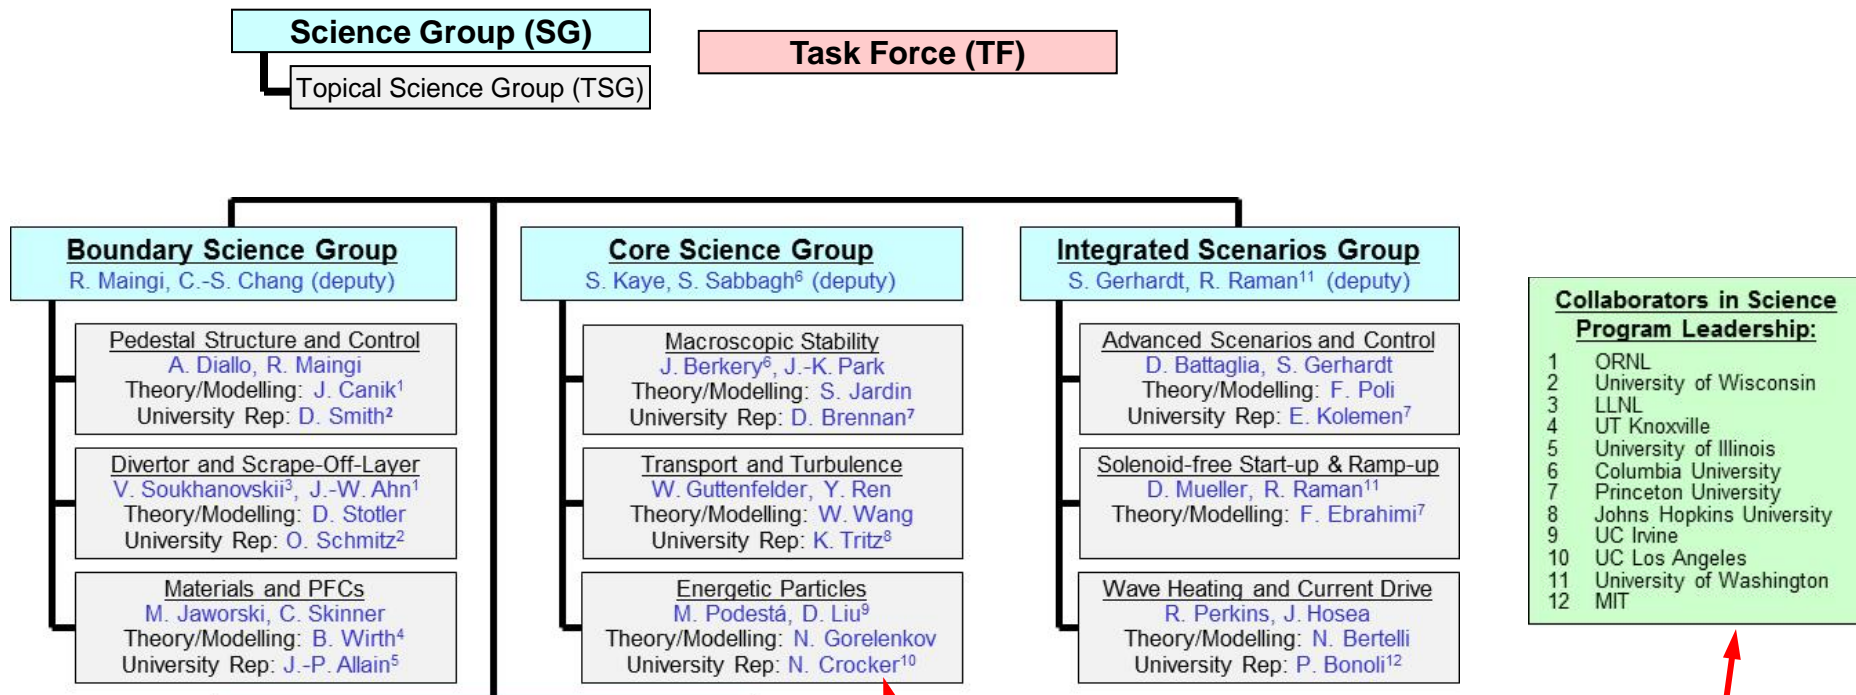 Science Group (SG)
Topical Science Group (TSG)
Task Force (TF)
Boundary Science Group
R. Maingi, C.-S. Chang (deputy)
Pedestal Structure and Control
A. Diallo, R. Maingi
Theory/Modelling: J. Canik¹
University Rep: D. Smith²
Divertor and Scrape-Off-Layer
V. Soukhanovskii³, J.-W. Ahn¹
Theory/Modelling: D. Stotler
University Rep: O. Schmitz²
Materials and PFCs
M. Jaworski, C. Skinner
Theory/Modelling: B. Wirth⁴
University Rep: J.-P. Allain⁵
Core Science Group
S. Kaye, S. Sabbagh⁶ (deputy)
Macroscopic Stability
J. Berkery⁶, J.-K. Park
Theory/Modelling: S. Jardin
University Rep: D. Brennan⁷
Transport and Turbulence
W. Guttenfelder, Y. Ren
Theory/Modelling: W. Wang
University Rep: K. Tritz⁸
Energetic Particles
M. Podestá, D. Liu⁹
Theory/Modelling: N. Gorelenkov
University Rep: N. Crocker¹⁰
Integrated Scenarios Group
S. Gerhardt, R. Raman¹¹ (deputy)
Advanced Scenarios and Control
D. Battaglia, S. Gerhardt
Theory/Modelling: F. Poli
University Rep: E. Kolemen⁷
Solenoid-free Start-up & Ramp-up
D. Mueller, R. Raman¹¹
Theory/Modelling: F. Ebrahimi⁷
Wave Heating and Current Drive
R. Perkins, J. Hosea
Theory/Modelling: N. Bertelli
University Rep: P. Bonoli¹²
Collaborators in Science
Program Leadership:
1 ORNL
2 University of Wisconsin
3 LLNL
4 UT Knoxville
5 University of Illinois
6 Columbia University
7 Princeton University
8 Johns Hopkins University
9 UC Irvine
10 UC Los Angeles
11 University of Washington
12 MIT